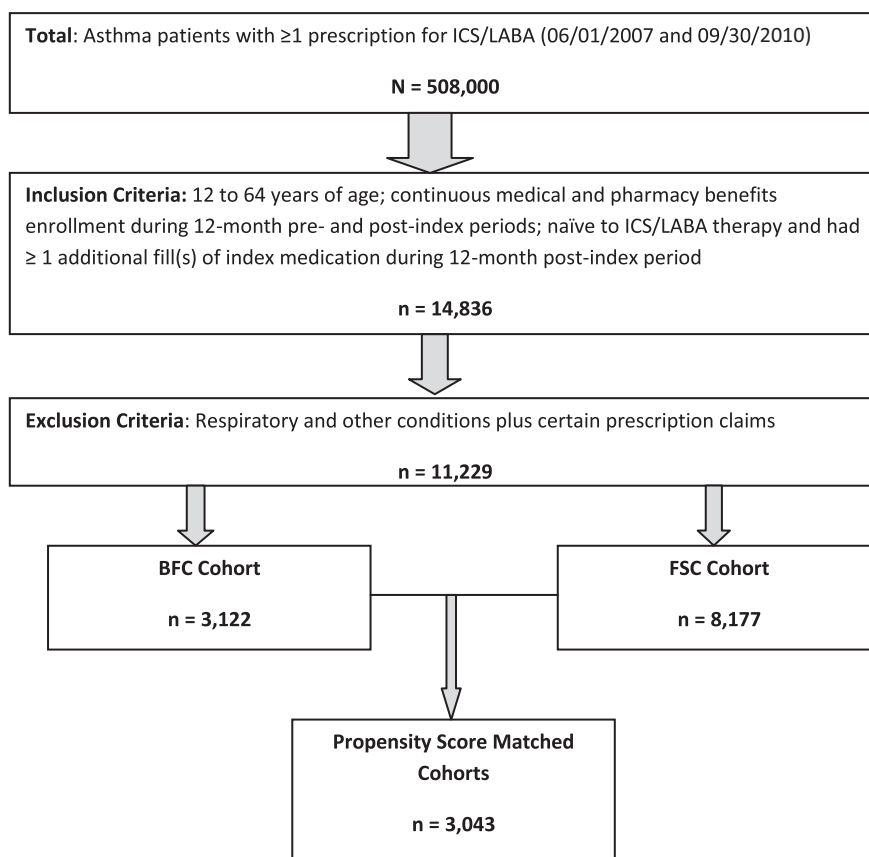 Total: Asthma patients with ≥1 prescription for ICS/LABA (06/01/2007 and 09/30/2010)
N = 508,000
Inclusion Criteria: 12 to 64 years of age; continuous medical and pharmacy benefits
enrollment during 12-month pre- and post-index periods; naïve to ICS/LABA therapy and had
≥ 1 additional fill(s) of index medication during 12-month post-index period
n = 14,836
Exclusion Criteria: Respiratory and other conditions plus certain prescription claims
n = 11,229
BFC Cohort
n = 3,122
FSC Cohort
n = 8,177
Propensity Score Matched
Cohorts
n = 3,043